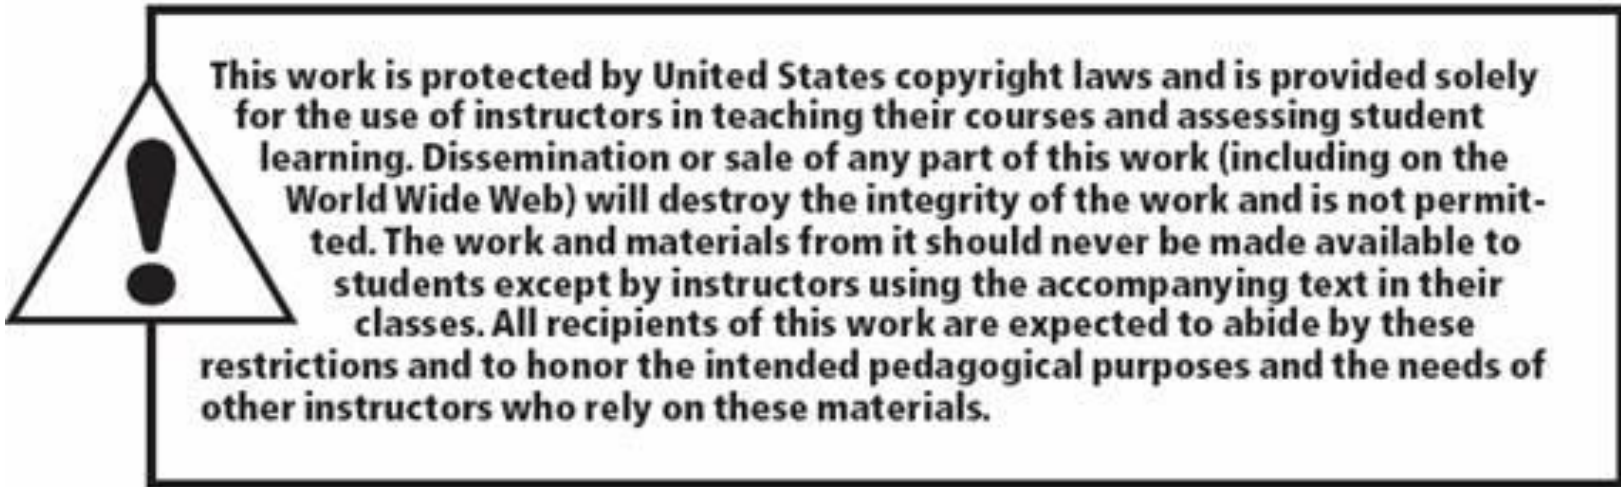 This work is protected by United States copyright laws and is provided solely
for the use of instructors in teaching their courses and assessing student
learning. Dissemination or sale of any part of this work (including on the
World Wide Web) will destroy the integrity of the work and is not permit-
ted. The work and materials from it should never be made available to
students except by instructors using the accompanying text in their
classes. All recipients of this work are expected to abide by these
restrictions and to honor the intended pedagogical purposes and the needs of
other instructors who rely on these materials.